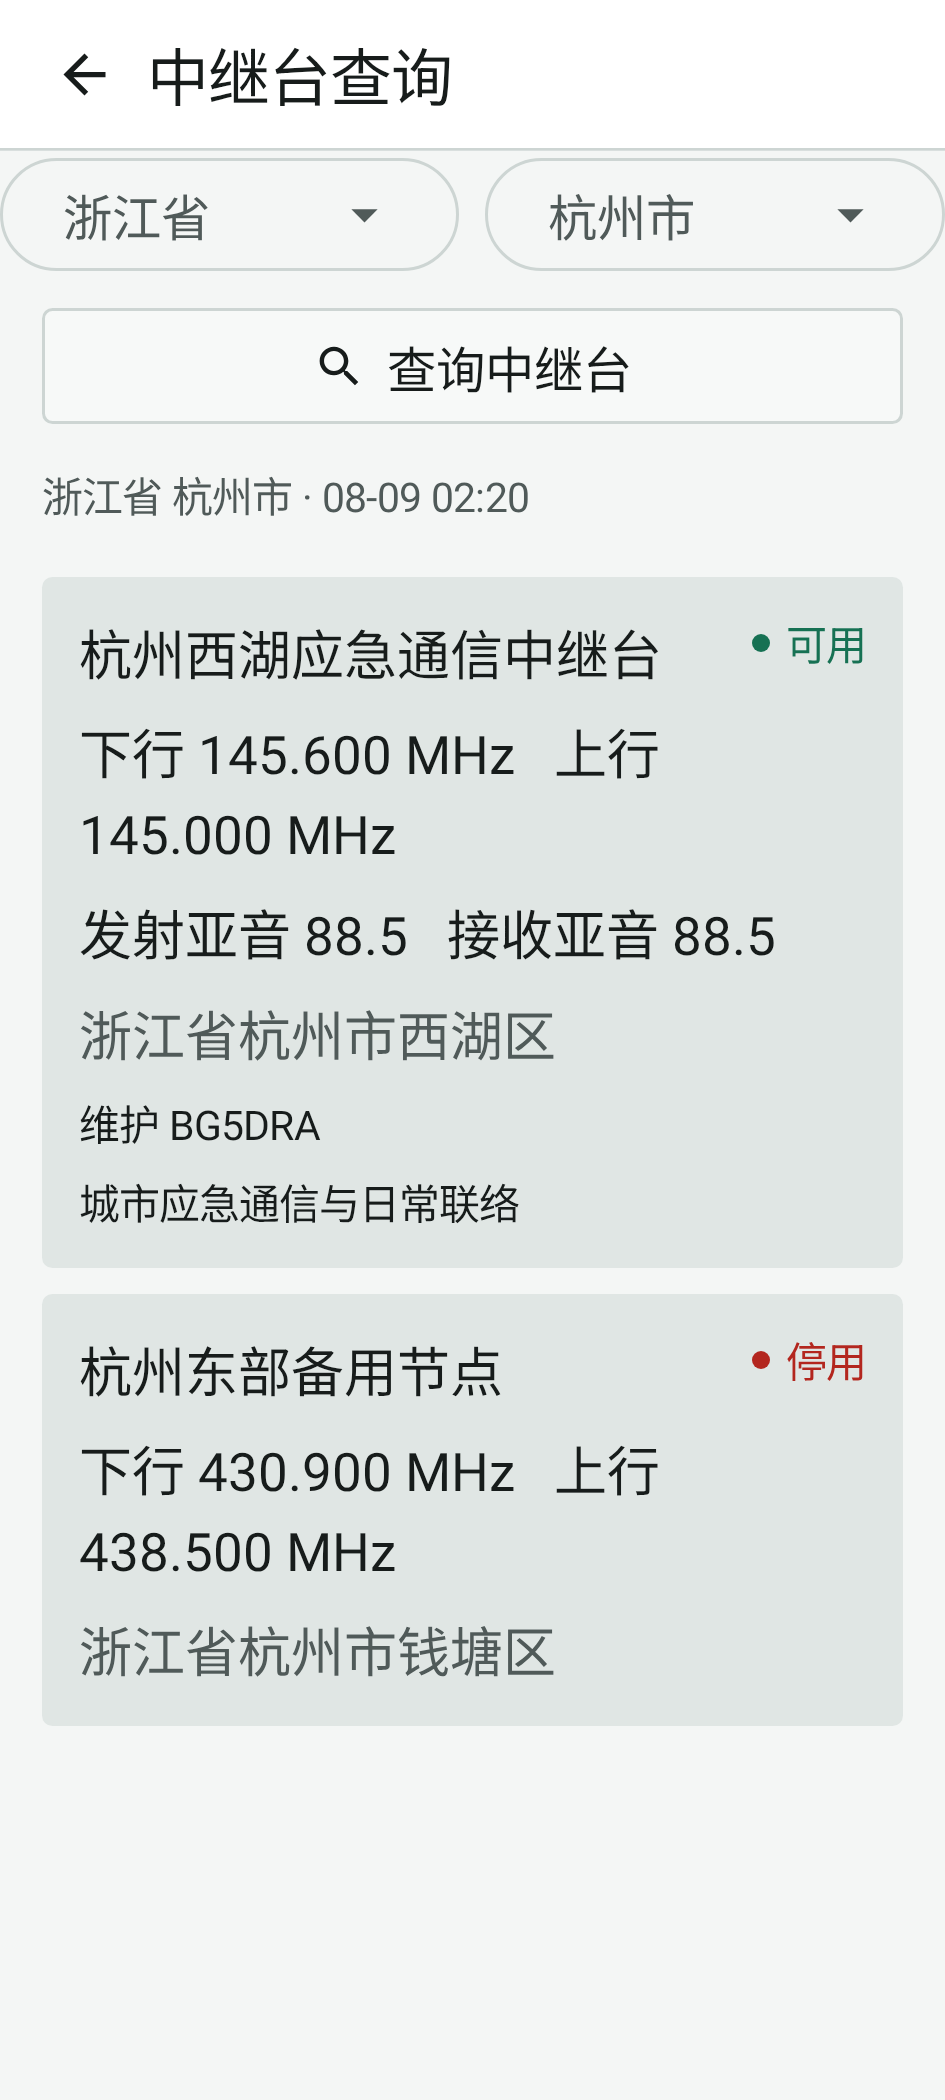 中继台查询
浙江省 杭州市
查询中继台
浙江省 杭州市 · 08-09 02:20
杭州西湖应急通信中继台 可用
下行 145.600 MHz 上行
145.000 MHz
发射亚音 88.5 接收亚音 88.5
浙江省杭州市西湖区
维护 BG5DRA
城市应急通信与日常联络
杭州东部备用节点 停用
下行 430.900 MHz 上行
438.500 MHz
浙江省杭州市钱塘区